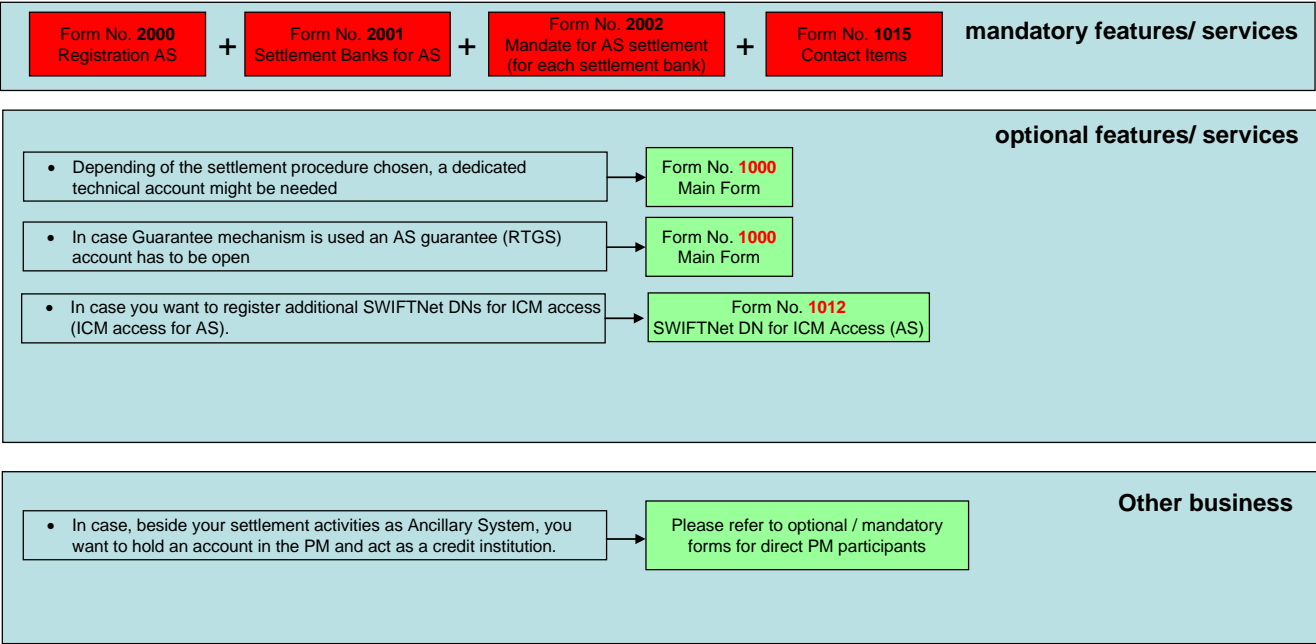 Form No. 2000
Registration AS
+
Form No. 2001
Settlement Banks for AS
+
Form No. 2002
Mandate for AS settlement
(for each settlement bank)
+
Form No. 1015
Contact Items
mandatory features/ services
optional features/ services
• Depending of the settlement procedure chosen, a dedicated
technical account might be needed
Form No. 1000
Main Form
• In case Guarantee mechanism is used an AS guarantee (RTGS)
account has to be open
Form No. 1000
Main Form
• In case you want to register additional SWIFTNet DNs for ICM access
(ICM access for AS).
Form No. 1012
SWIFTNet DN for ICM Access (AS)
Other business
• In case, beside your settlement activities as Ancillary System, you
want to hold an account in the PM and act as a credit institution.
Please refer to optional / mandatory
forms for direct PM participants